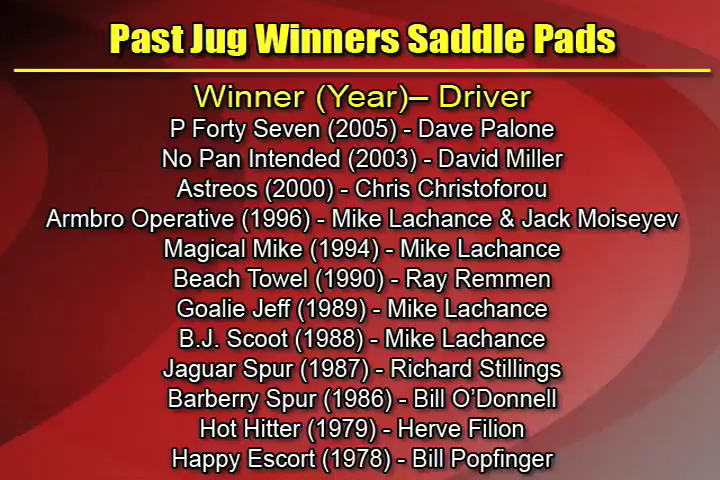 Past Jug Winners Saddle Pads
Winner (Year)– Driver
P Forty Seven (2005) - Dave Palone
No Pan Intended (2003) - David Miller
Astreos (2000) - Chris Christoforou
Armbro Operative (1996) - Mike Lachance & Jack Moiseyev
Magical Mike (1994) - Mike Lachance
Beach Towel (1990) - Ray Remmen
Goalie Jeff (1989) - Mike Lachance
B.J. Scoot (1988) - Mike Lachance
Jaguar Spur (1987) - Richard Stillings
Barberry Spur (1986) - Bill O’Donnell
Hot Hitter (1979) - Herve Filion
Happy Escort (1978) - Bill Popfinger